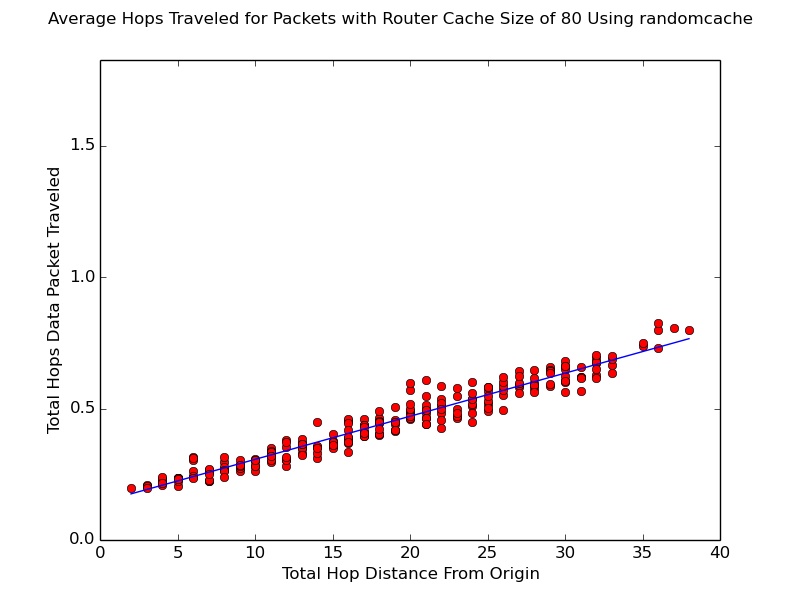 Average Hops Traveled for Packets with Router Cache Size of 80 Using randomcache
1.5
1.0
0.5
0.0
Total Hops Data Packet Traveled
0 5 10 15 20 25 30 35 40
Total Hop Distance From Origin